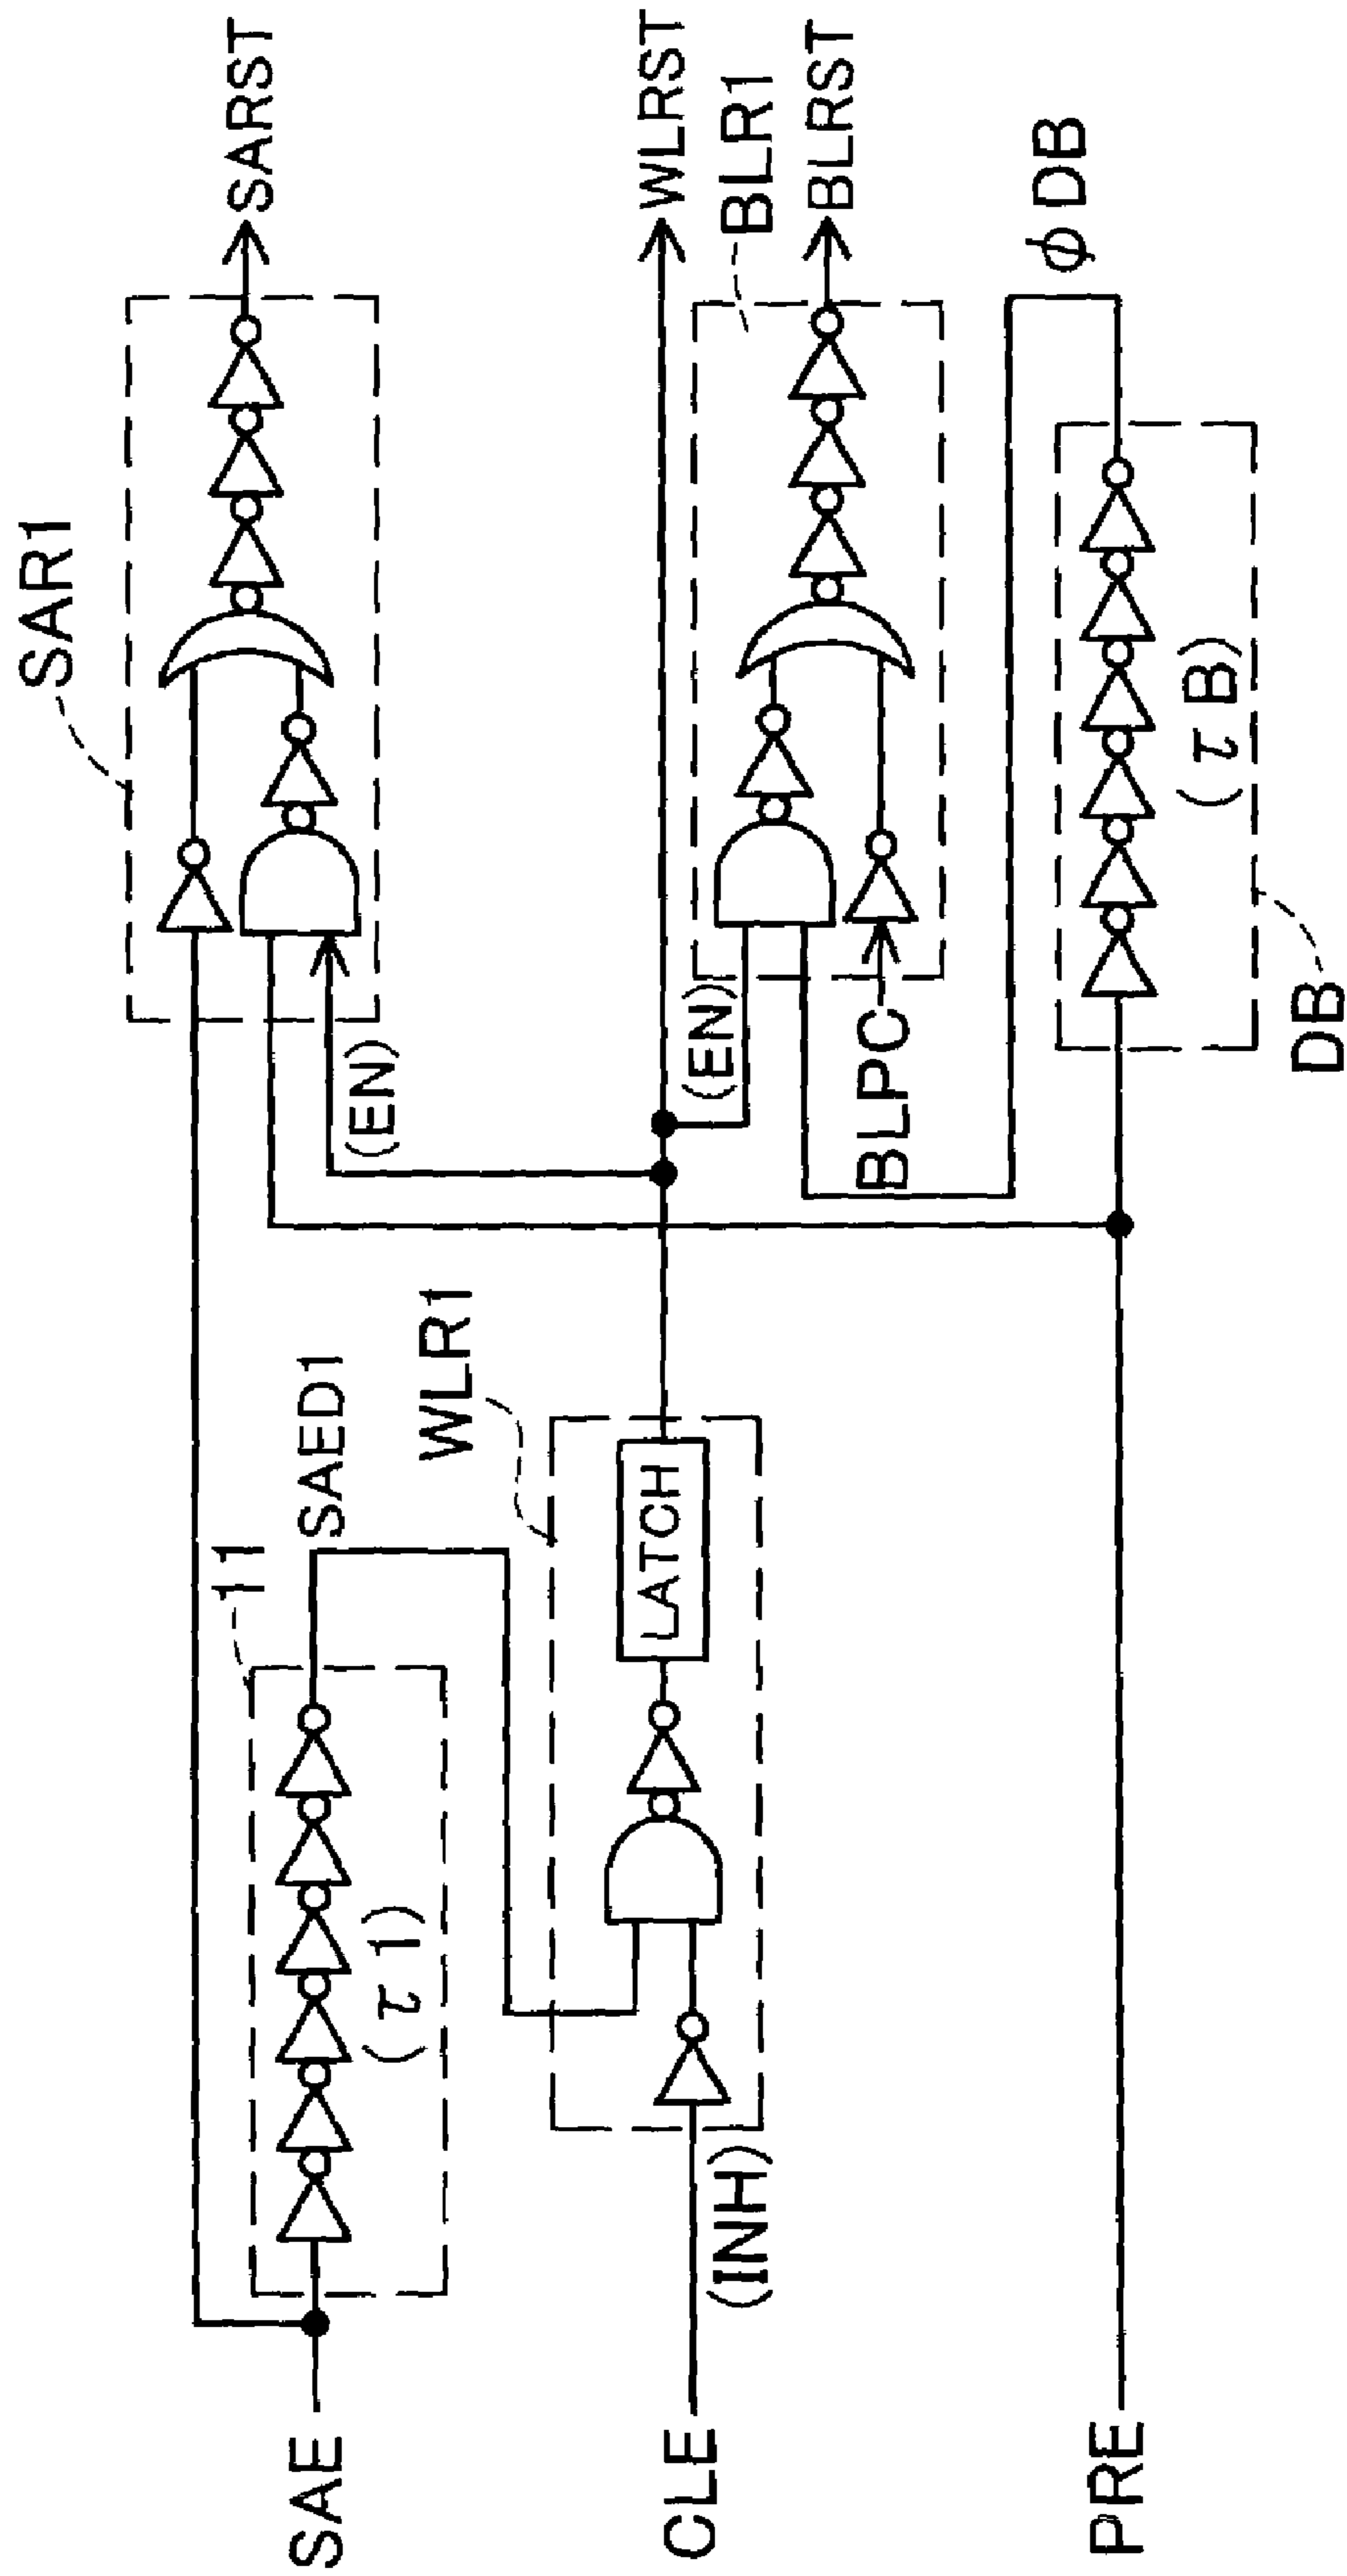 SAR1
SARST
WLRST
BLR1
BLRST
φDB
(EN)
(EN)
BLPC
(τB)
DB
WLR1
SAED1
11
LATCH
(τ1)
(INH)
SAE
CLE
PRE